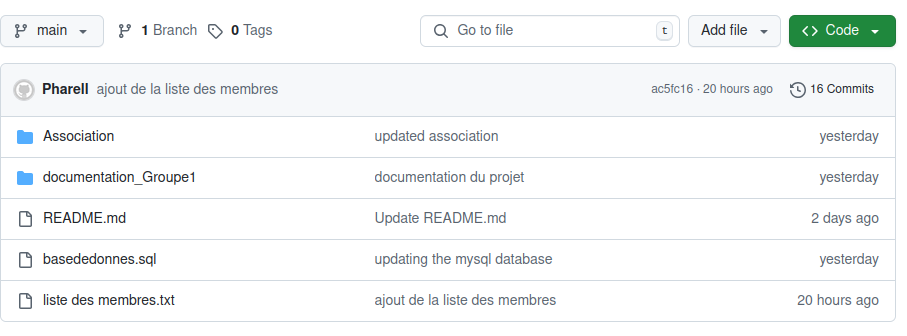 main 1 Branch 0 Tags Go to file t Add file Code
Pharell ajout de la liste des membres ac5fc16 · 20 hours ago 16 Commits
Association updated association yesterday
documentation_Groupe1 documentation du projet yesterday
README.md Update README.md 2 days ago
basededonnes.sql updating the mysql database yesterday
liste des membres.txt ajout de la liste des membres 20 hours ago